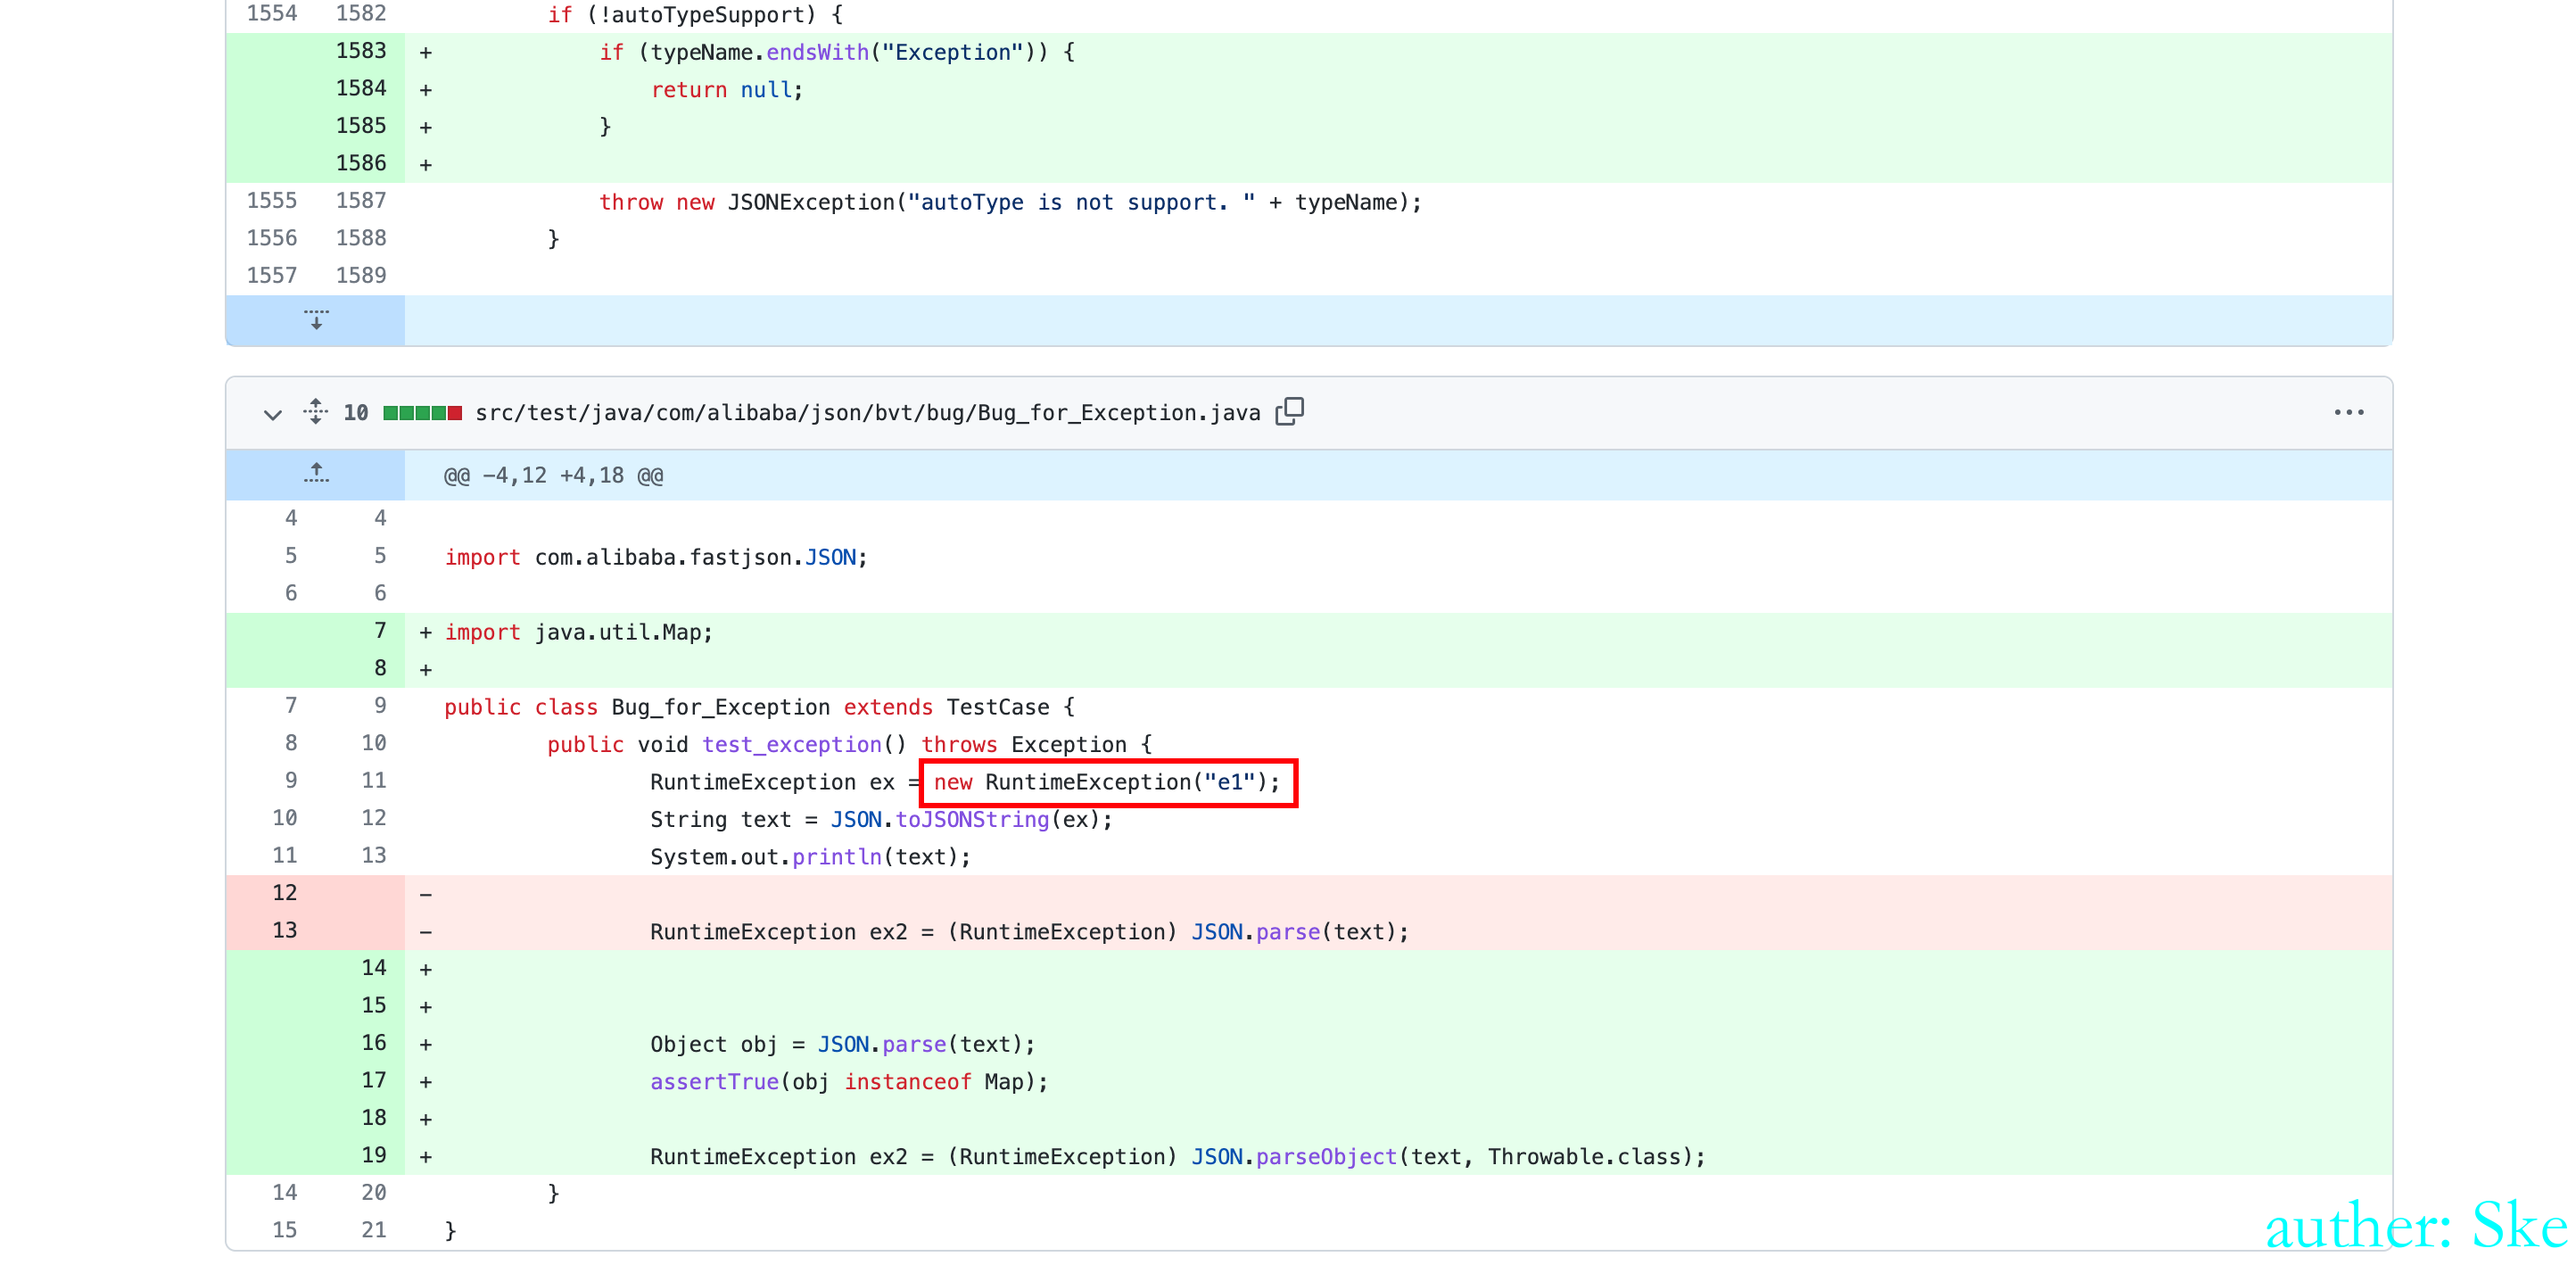 1554 1582 if (!autoTypeSupport) {
1583 + if (typeName.endsWith("Exception")) {
1584 + return null;
1585 + }
1586 +
1555 1587 throw new JSONException("autoType is not support. " + typeName);
1556 1588 }
1557 1589
10 src/test/java/com/alibaba/json/bvt/bug/Bug_for_Exception.java
@@ -4,12 +4,18 @@
4 4
5 5 import com.alibaba.fastjson.JSON;
6 6
7 + import java.util.Map;
8 +
7 9 public class Bug_for_Exception extends TestCase {
8 10 public void test_exception() throws Exception {
9 11 RuntimeException ex = new RuntimeException("e1");
10 12 String text = JSON.toJSONString(ex);
11 13 System.out.println(text);
12 -
13 - RuntimeException ex2 = (RuntimeException) JSON.parse(text);
14 +
15 +
16 + Object obj = JSON.parse(text);
17 + assertTrue(obj instanceof Map);
18 +
19 + RuntimeException ex2 = (RuntimeException) JSON.parseObject(text, Throwable.class);
14 20 }
15 21 }
auther: Ske